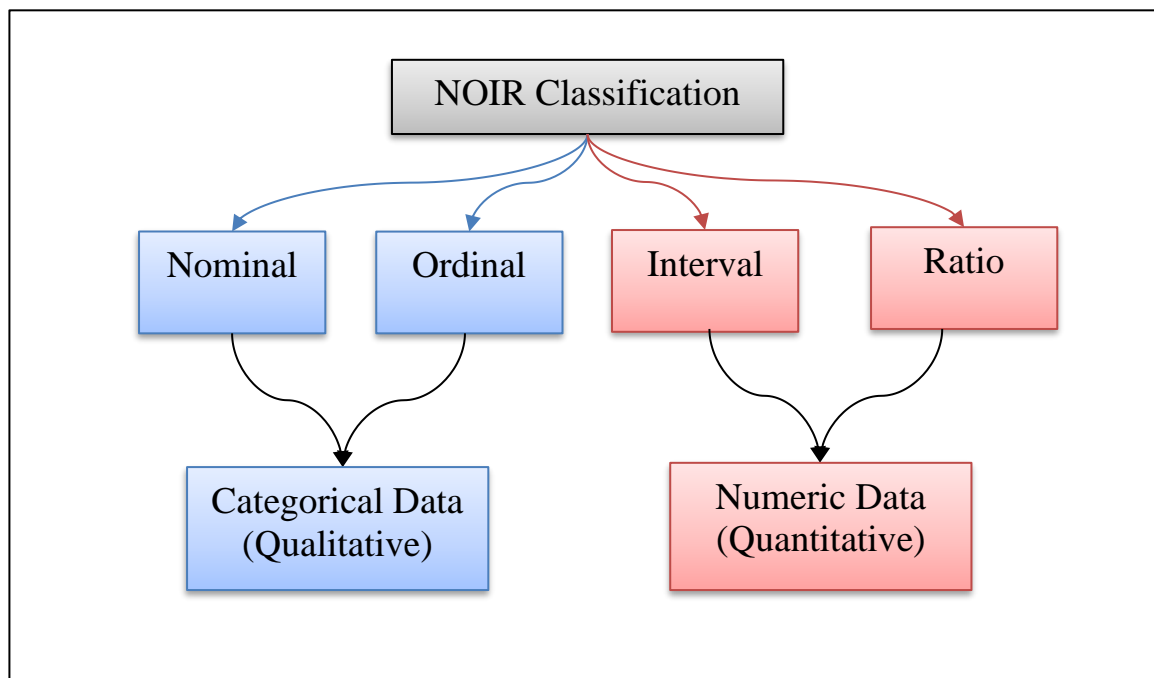 NOIR Classification
Nominal
Ordinal
Interval
Ratio
Categorical Data
(Qualitative)
Numeric Data
(Quantitative)